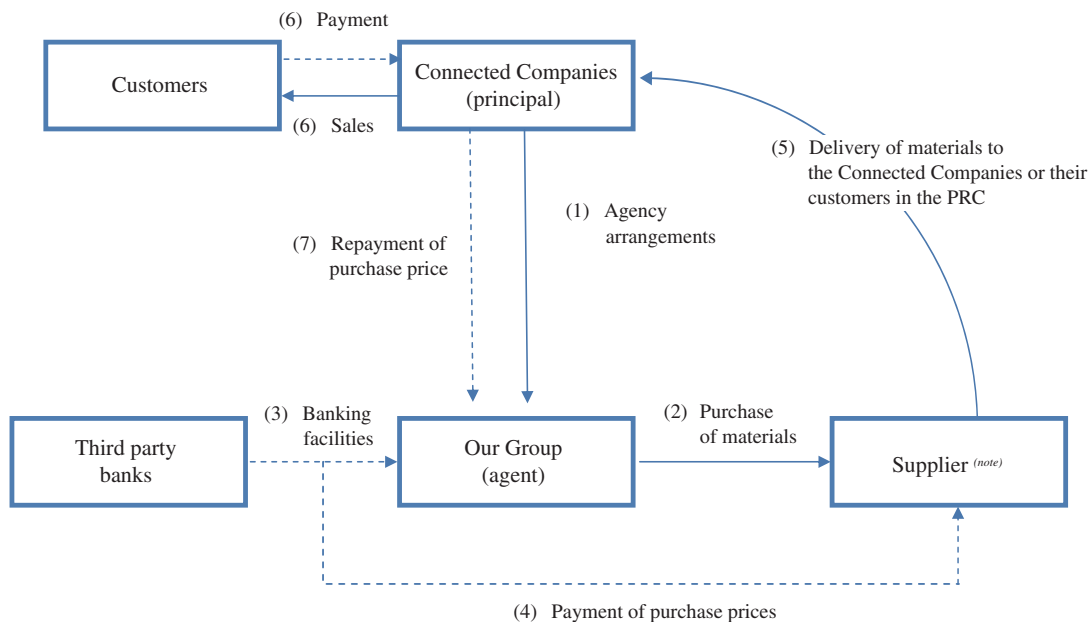 (6) Payment
Customers
Connected Companies
(principal)
(6) Sales
(5) Delivery of materials to
the Connected Companies or their
customers in the PRC
(1) Agency
arrangements
(7) Repayment of
purchase price
(3) Banking
facilities
(2) Purchase
of materials
Third party
banks
Our Group
(agent)
Supplier (note)
(4) Payment of purchase prices